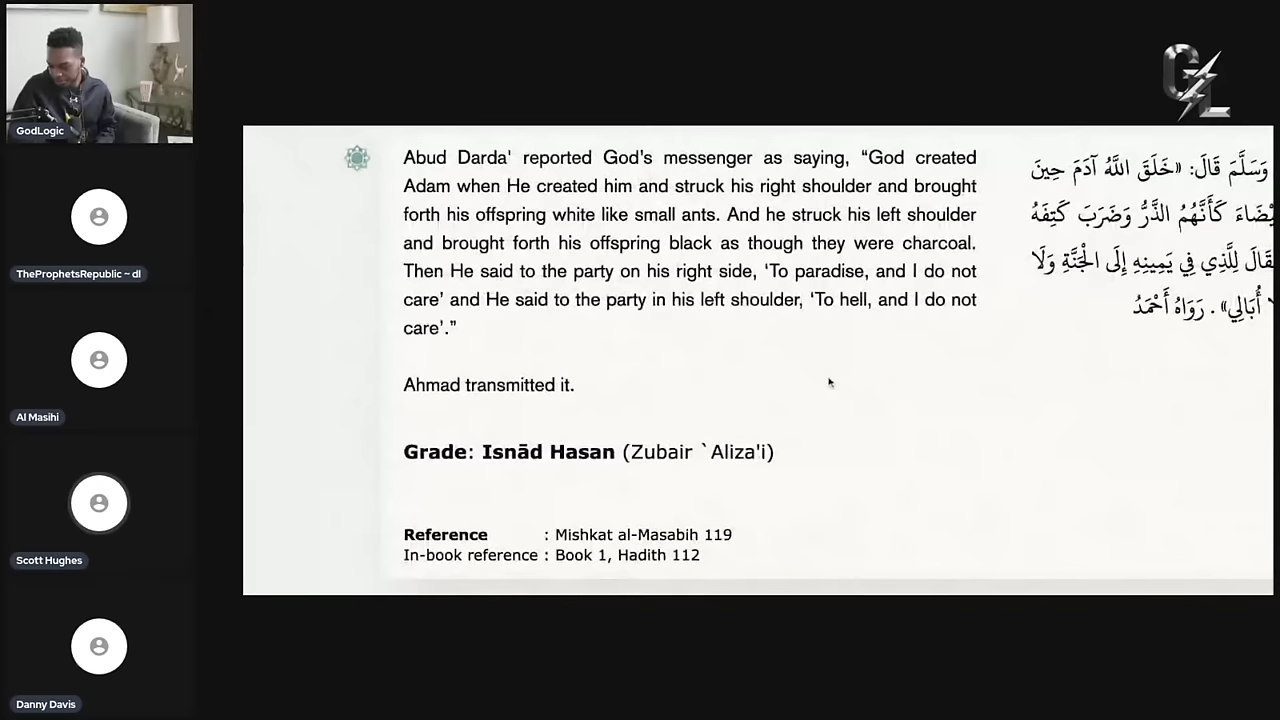 GodLogic
TheProphetsRepublic ~ dl
Al Masihi
Scott Hughes
Danny Davis
GL
Abud Darda' reported God's messenger as saying, “God created
Adam when He created him and struck his right shoulder and brought
forth his offspring white like small ants. And he struck his left shoulder
and brought forth his offspring black as though they were charcoal.
Then He said to the party on his right side, ‘To paradise, and I do not
care’ and He said to the party in his left shoulder, ‘To hell, and I do not
care’.”
Ahmad transmitted it.
Grade: Isnād Hasan (Zubair `Aliza'i)
Reference : Mishkat al-Masabih 119
In-book reference : Book 1, Hadith 112
وَسَلَّمَ قَالَ: «خَلَقَ اللَّهُ آدَمَ حِينَ
كَأَنَّهُمُ الذَّرُّ وَضَرَبَ كَتِفَهُ
لِلَّذِي فِي يَمِينِهِ إِلَى الْجَنَّةِ وَلَا
أُبَالِي» . رَوَاهُ أَحْمَدُ